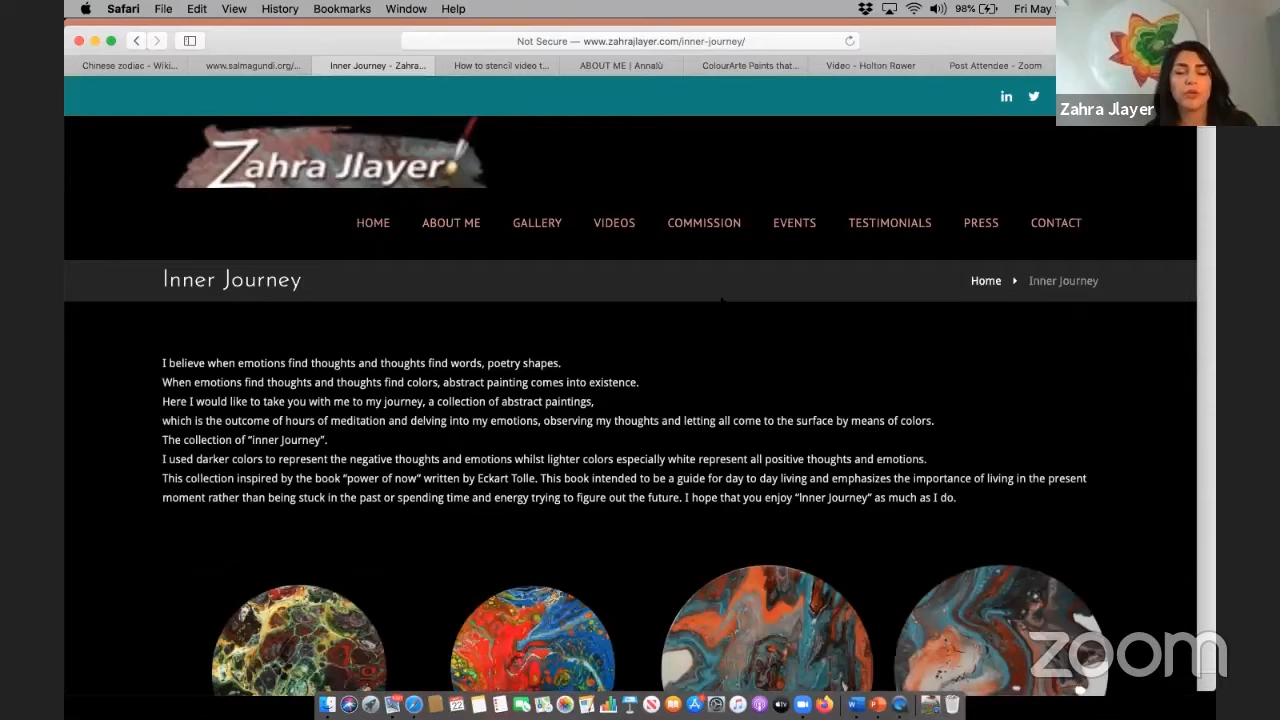 Safari File Edit View History Bookmarks Window Help 98% Fri May
Not Secure — www.zahrajlayer.com/inner-journey/
Chinese zodiac - Wiki... www.salmagundi.org/... Inner Journey - Zahra... How to stencil video t... ABOUT ME | Annalù ColourArte Paints that... Video - Holton Rower Post Attendee - Zoom
Zahra Jlayer
Zahra Jlayer
HOME ABOUT ME GALLERY VIDEOS COMMISSION EVENTS TESTIMONIALS PRESS CONTACT
Inner Journey Home Inner Journey
I believe when emotions find thoughts and thoughts find words, poetry shapes.
When emotions find thoughts and thoughts find colors, abstract painting comes into existence.
Here I would like to take you with me to my journey, a collection of abstract paintings,
which is the outcome of hours of meditation and delving into my emotions, observing my thoughts and letting all come to the surface by means of colors.
The collection of "inner Journey".
I used darker colors to represent the negative thoughts and emotions whilst lighter colors especially white represent all positive thoughts and emotions.
This collection inspired by the book "power of now" written by Eckart Tolle. This book intended to be a guide for day to day living and emphasizes the importance of living in the present
moment rather than being stuck in the past or spending time and energy trying to figure out the future. I hope that you enjoy "Inner Journey" as much as I do.
zoom